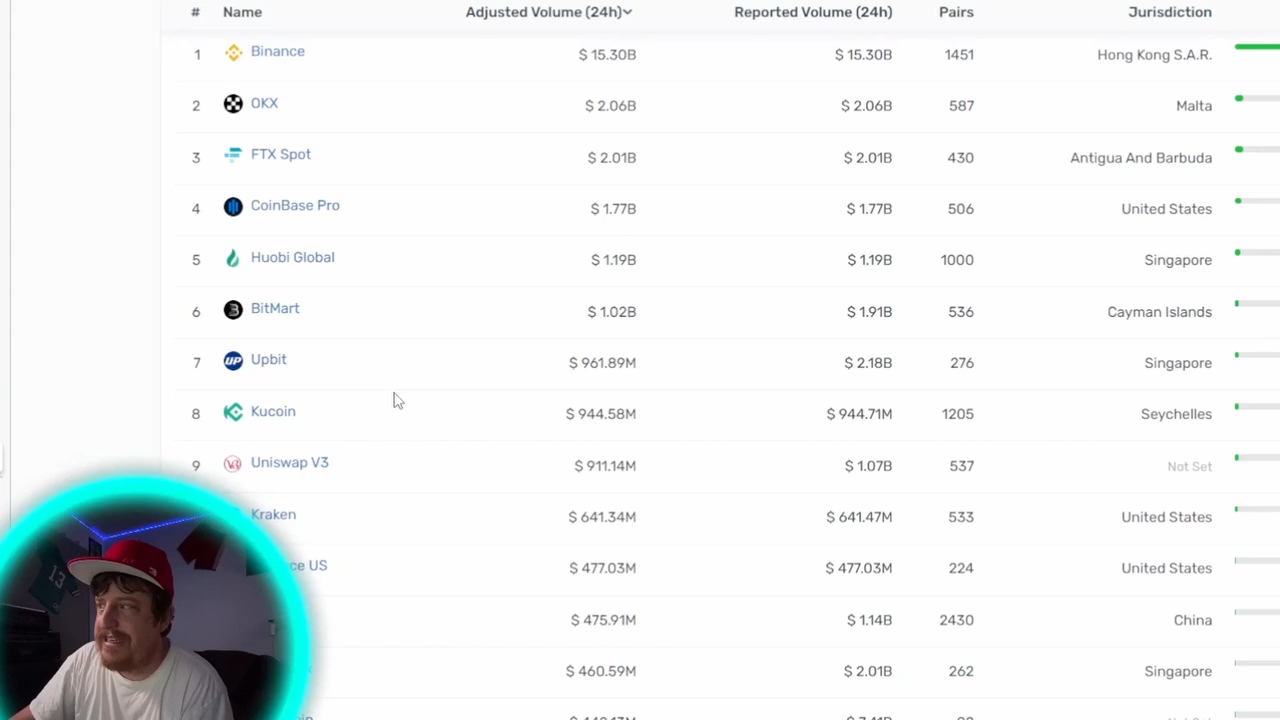 # Name Adjusted Volume (24h) Reported Volume (24h) Pairs Jurisdiction
1 Binance $ 15.30B $ 15.30B 1451 Hong Kong S.A.R.
2 OKX $ 2.06B $ 2.06B 587 Malta
3 FTX Spot $ 2.01B $ 2.01B 430 Antigua And Barbuda
4 CoinBase Pro $ 1.77B $ 1.77B 506 United States
5 Huobi Global $ 1.19B $ 1.19B 1000 Singapore
6 BitMart $ 1.02B $ 1.91B 536 Cayman Islands
UP
7 Upbit $ 961.89M $ 2.18B 276 Singapore
8 Kucoin $ 944.58M $ 944.71M 1205 Seychelles
V3
9 Uniswap V3 $ 911.14M $ 1.07B 537 Not Set
Kraken $ 641.34M $ 641.47M 533 United States
ce US $ 477.03M $ 477.03M 224 United States
$ 475.91M $ 1.14B 2430 China
$ 460.59M $ 2.01B 262 Singapore
13